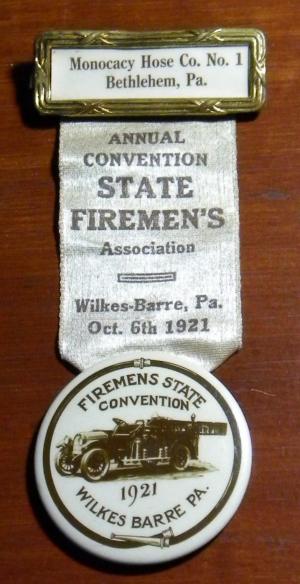 Monocacy Hose Co. No. 1
Bethlehem, Pa.
ANNUAL
CONVENTION
STATE
FIREMEN'S
Association
Wilkes-Barre, Pa.
Oct. 6th 1921
FIREMENS STATE
CONVENTION
1921
WILKES BARRE PA.